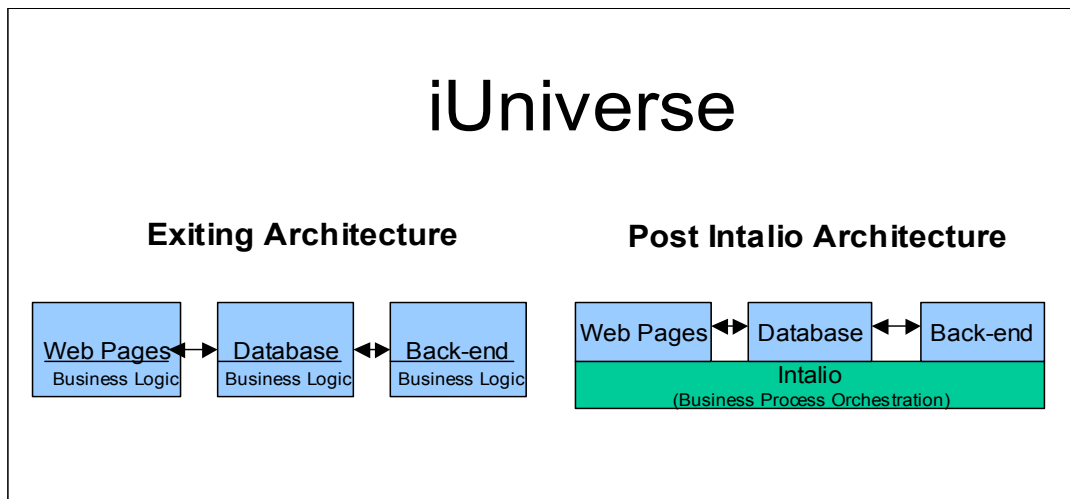 iUniverse
Exiting Architecture
Post Intalio Architecture
Web Pages
Business Logic
Database
Business Logic
Back-end
Business Logic
Web Pages
Database
Back-end
Intalio
(Business Process Orchestration)